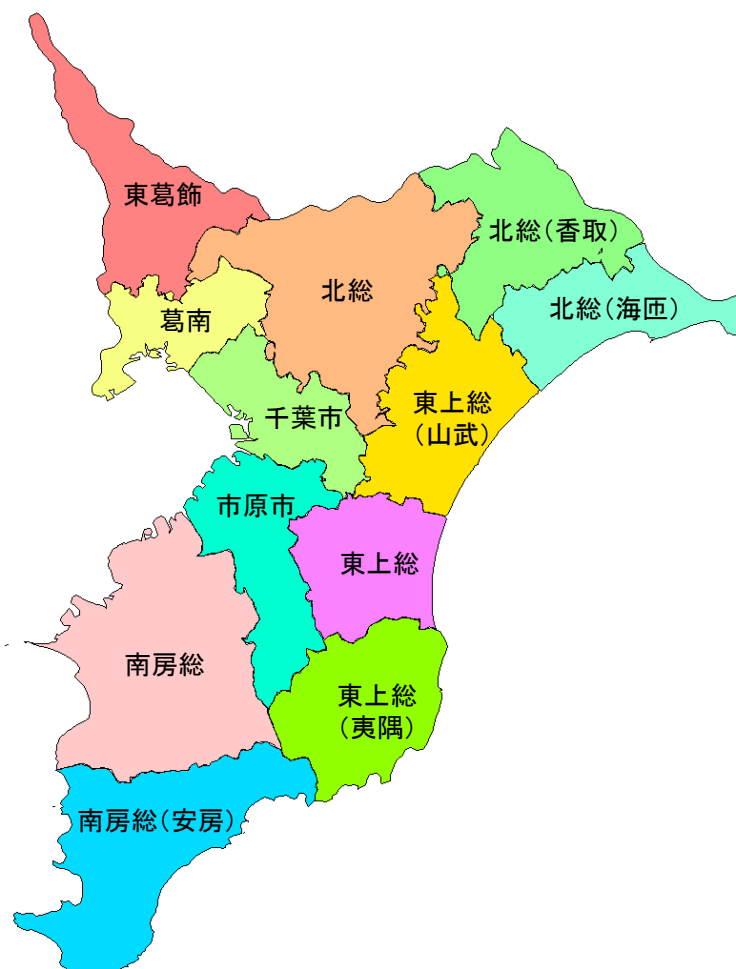 東葛飾
北総(香取)
北総
北総(海匝)
葛南
東上総
(山武)
千葉市
市原市
東上総
南房総
東上総
(夷隅)
南房総(安房)